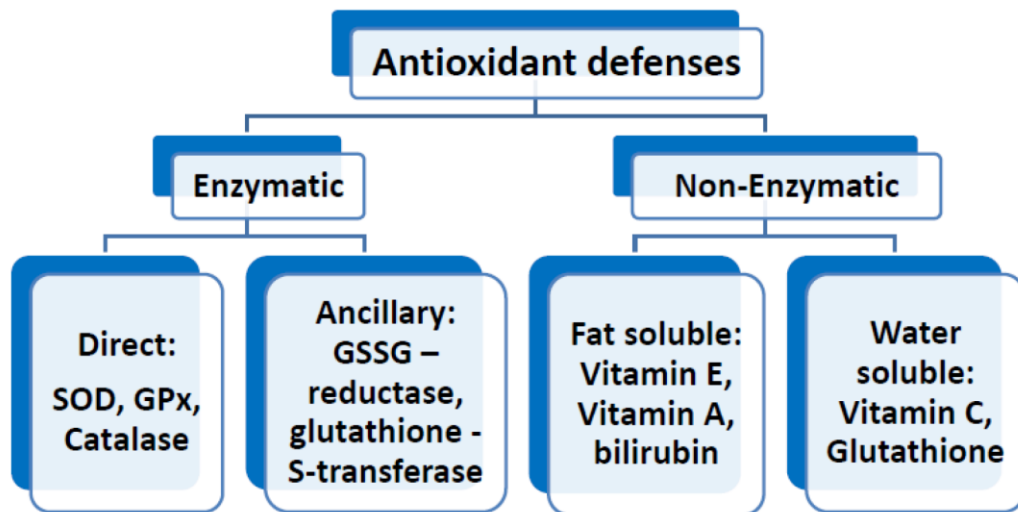 Antioxidant defenses
Enzymatic
Non-Enzymatic
Direct:
SOD, GPx,
Catalase
Ancillary:
GSSG –
reductase,
glutathione -
S-transferase
Fat soluble:
Vitamin E,
Vitamin A,
bilirubin
Water
soluble:
Vitamin C,
Glutathione